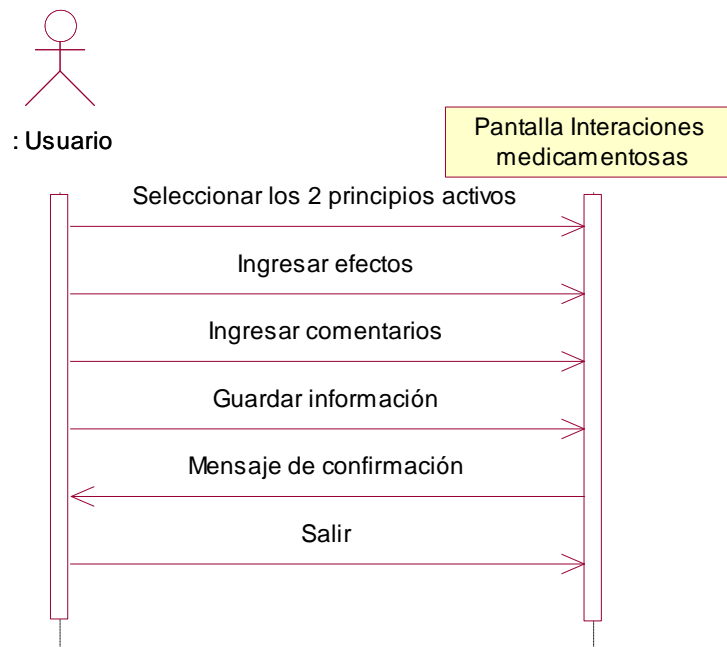 : Usuario
Pantalla Interaciones
medicamentosas
Seleccionar los 2 principios activos
Ingresar efectos
Ingresar comentarios
Guardar información
Mensaje de confirmación
Salir